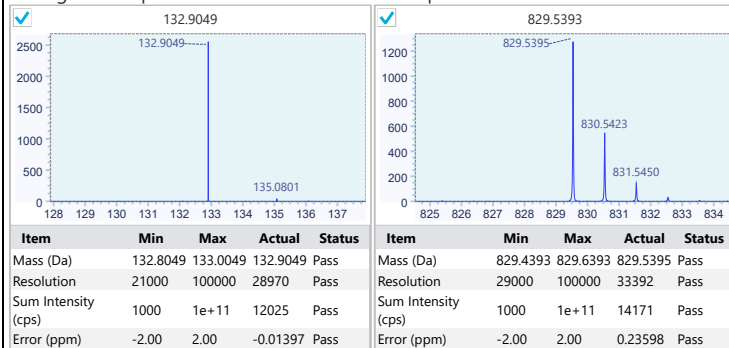 132.9049
2500
2000
1500
1000
500
0
132.9049
135.0801
128 129 130 131 132 133 134 135 136 137
Item Min Max Actual Status
Mass (Da) 132.8049 133.0049 132.9049 Pass
Resolution 21000 100000 28970 Pass
Sum Intensity
(cps) 1000 1e+11 12025 Pass
Error (ppm) -2.00 2.00 -0.01397 Pass
829.5393
1200
1000
800
600
400
200
0
829.5395
830.5423
831.5450
825 826 827 828 829 830 831 832 833 834
Item Min Max Actual Status
Mass (Da) 829.4393 829.6393 829.5395 Pass
Resolution 29000 100000 33392 Pass
Sum Intensity
(cps) 1000 1e+11 14171 Pass
Error (ppm) -2.00 2.00 0.23598 Pass